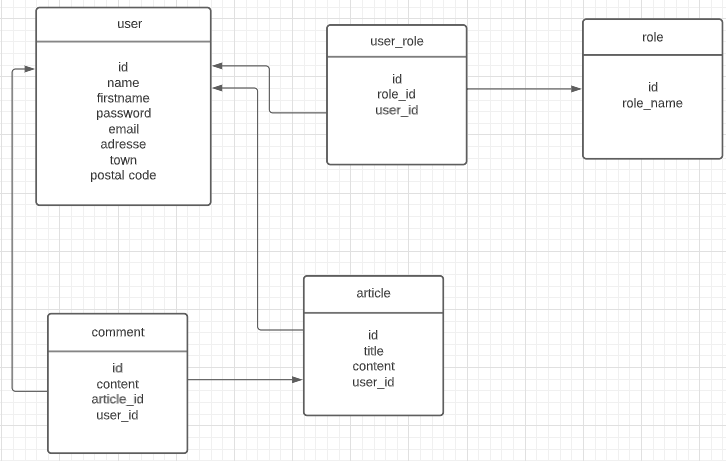 user
id
name
firstname
password
email
adresse
town
postal code
user_role
id
role_id
user_id
role
id
role_name
comment
id
content
article_id
user_id
article
id
title
content
user_id